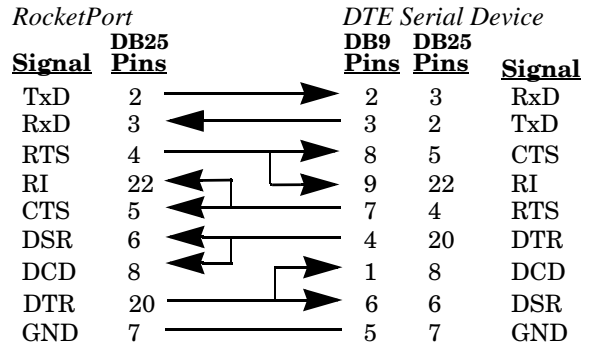 RocketPort DTE Serial Device
DB25 DB9 DB25
Signal Pins Pins Pins Signal
TxD 2 2 3 RxD
RxD 3 3 2 TxD
RTS 4 8 5 CTS
RI 22 9 22 RI
CTS 5 7 4 RTS
DSR 6 4 20 DTR
DCD 8 1 8 DCD
DTR 20 6 6 DSR
GND 7 5 7 GND